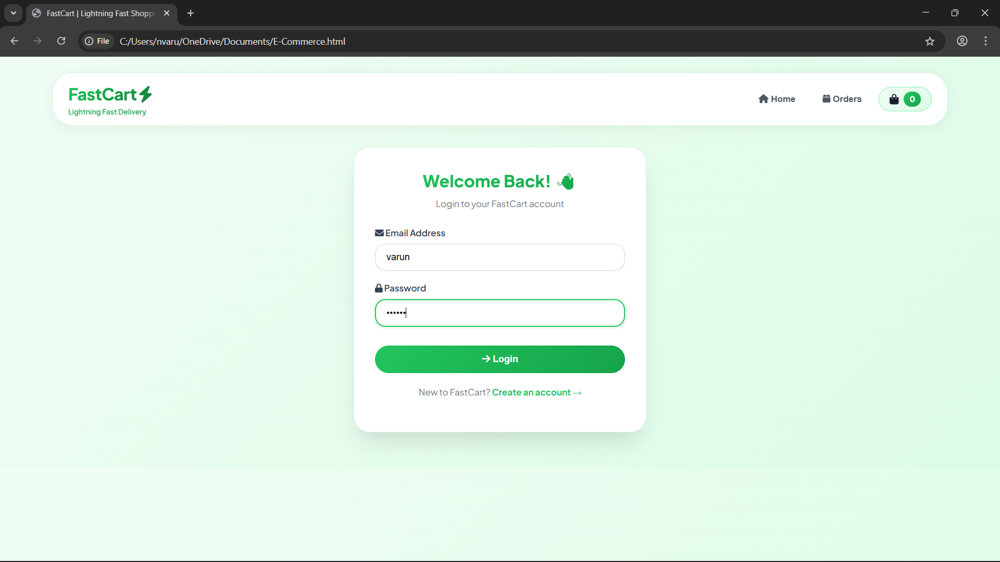 FastCart | Lightning Fast Shoppi
File
C:/Users/nvaru/OneDrive/Documents/E-Commerce.html
FastCart
Lightning Fast Delivery
Home
Orders
0
Welcome Back!
Login to your FastCart account
Email Address
varun
Password
••••••
→ Login
New to FastCart? Create an account →